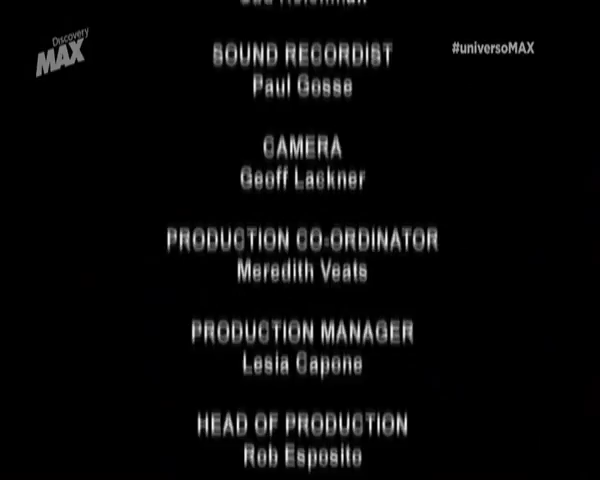 Discovery
MAX
#universoMAX
SOUND RECORDIST
Paul Gosse
CAMERA
Geoff Lackner
PRODUCTION CO-ORDINATOR
Meredith Veats
PRODUCTION MANAGER
Lesia Capone
HEAD OF PRODUCTION
Rob Esposito